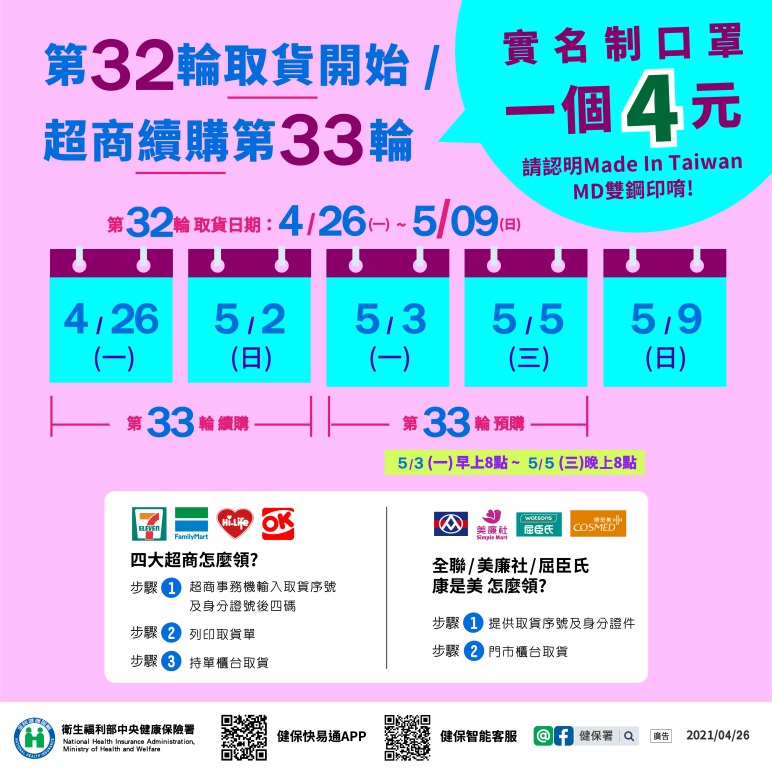 第32輪取貨開始/
超商續購第33輪
實名制口罩
一個4元
請認明Made In Taiwan
MD雙鋼印唷!
第32輪取貨日期:4/26(一) ~ 5/09(日)
4/26
(一)
5/2
(日)
5/3
(一)
5/5
(三)
5/9
(日)
第33輪續購
第33輪預購
5/3 (一)早上8點 ~ 5/5 (三)晚上8點
7
ELEVEn
FamilyMart
Hi-Life
OK
四大超商怎麼領?
步驟 1 超商事務機輸入取貨序號
及身分證號後四碼
步驟 2 列印取貨單
步驟 3 持單櫃台取貨
美廉社
Simple Mart
watsons
屈臣氏
康是美
COSMED
全聯/美廉社/屈臣氏
康是美 怎麼領?
步驟 1 提供取貨序號及身分證件
步驟 2 門市櫃台取貨
衛生福利部中央健康保險署
National Health Insurance Administration,
Ministry of Health and Welfare
健保快易通APP
健保智能客服
@ f 健保署
廣告
2021/04/26